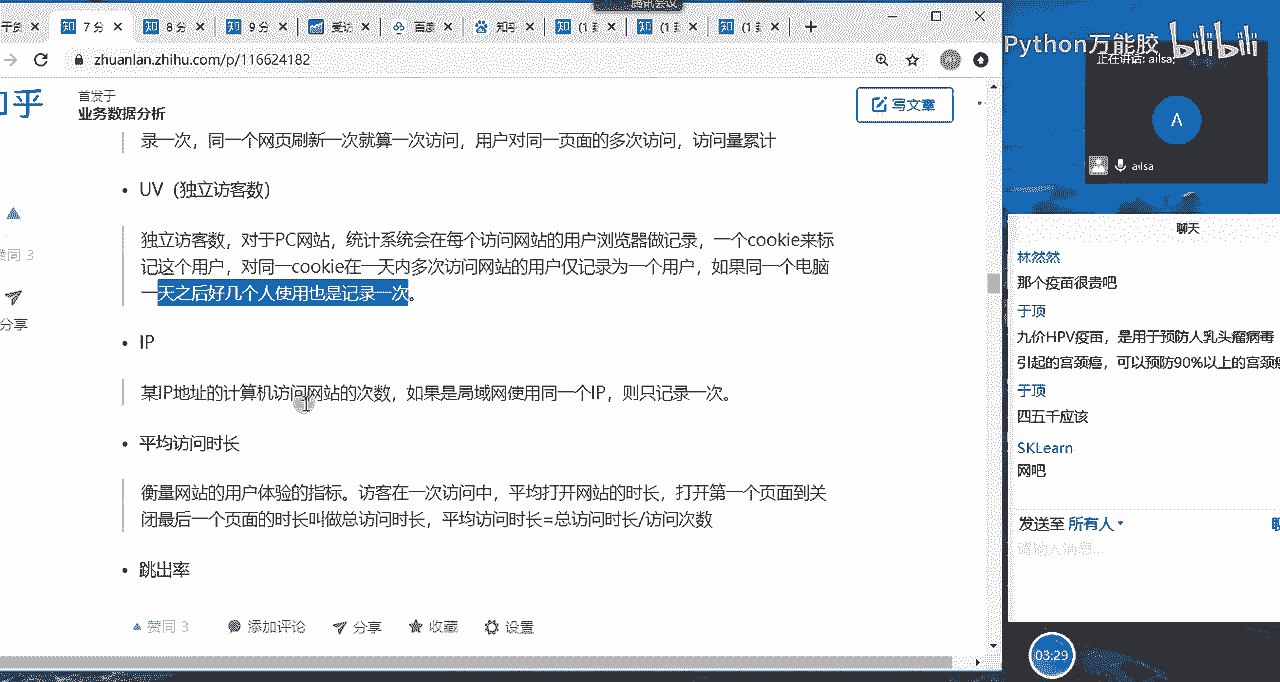 腾讯会议
7 分
8 分
9 分
知乎
(1
(1
(1
zhuanlan.zhihu.com/p/116624182
Python万能胶 bilibili
正在讲话: ailsa;
A
ailsa
乎
首发于
业务数据分析
写文章
录一次，同一个网页刷新一次就算一次访问，用户对同一页面的多次访问，访问量累计
• UV（独立访客数）
独立访客数，对于PC网站，统计系统会在每个访问网站的用户浏览器做记录，一个cookie来标
记这个用户，对同一cookie在一天内多次访问网站的用户仅记录为一个用户，如果同一个电脑
一天之后好几个人使用也是记录一次。
• IP
某IP地址的计算机访问网站的次数，如果是局域网使用同一个IP，则只记录一次。
• 平均访问时长
衡量网站的用户体验的指标。访客在一次访问中，平均打开网站的时长，打开第一个页面到关
闭最后一个页面的时长叫做总访问时长，平均访问时长=总访问时长/访问次数
• 跳出率
赞同 3
分享
赞同 3
添加评论
分享
收藏
设置
聊天
林然然
那个疫苗很贵吧
于顶
九价HPV疫苗，是用于预防人乳头瘤病毒
引起的宫颈癌，可以预防90%以上的宫颈癌
于顶
四五千应该
SKLearn
网吧
发送至 所有人
请输入消息...
03:29